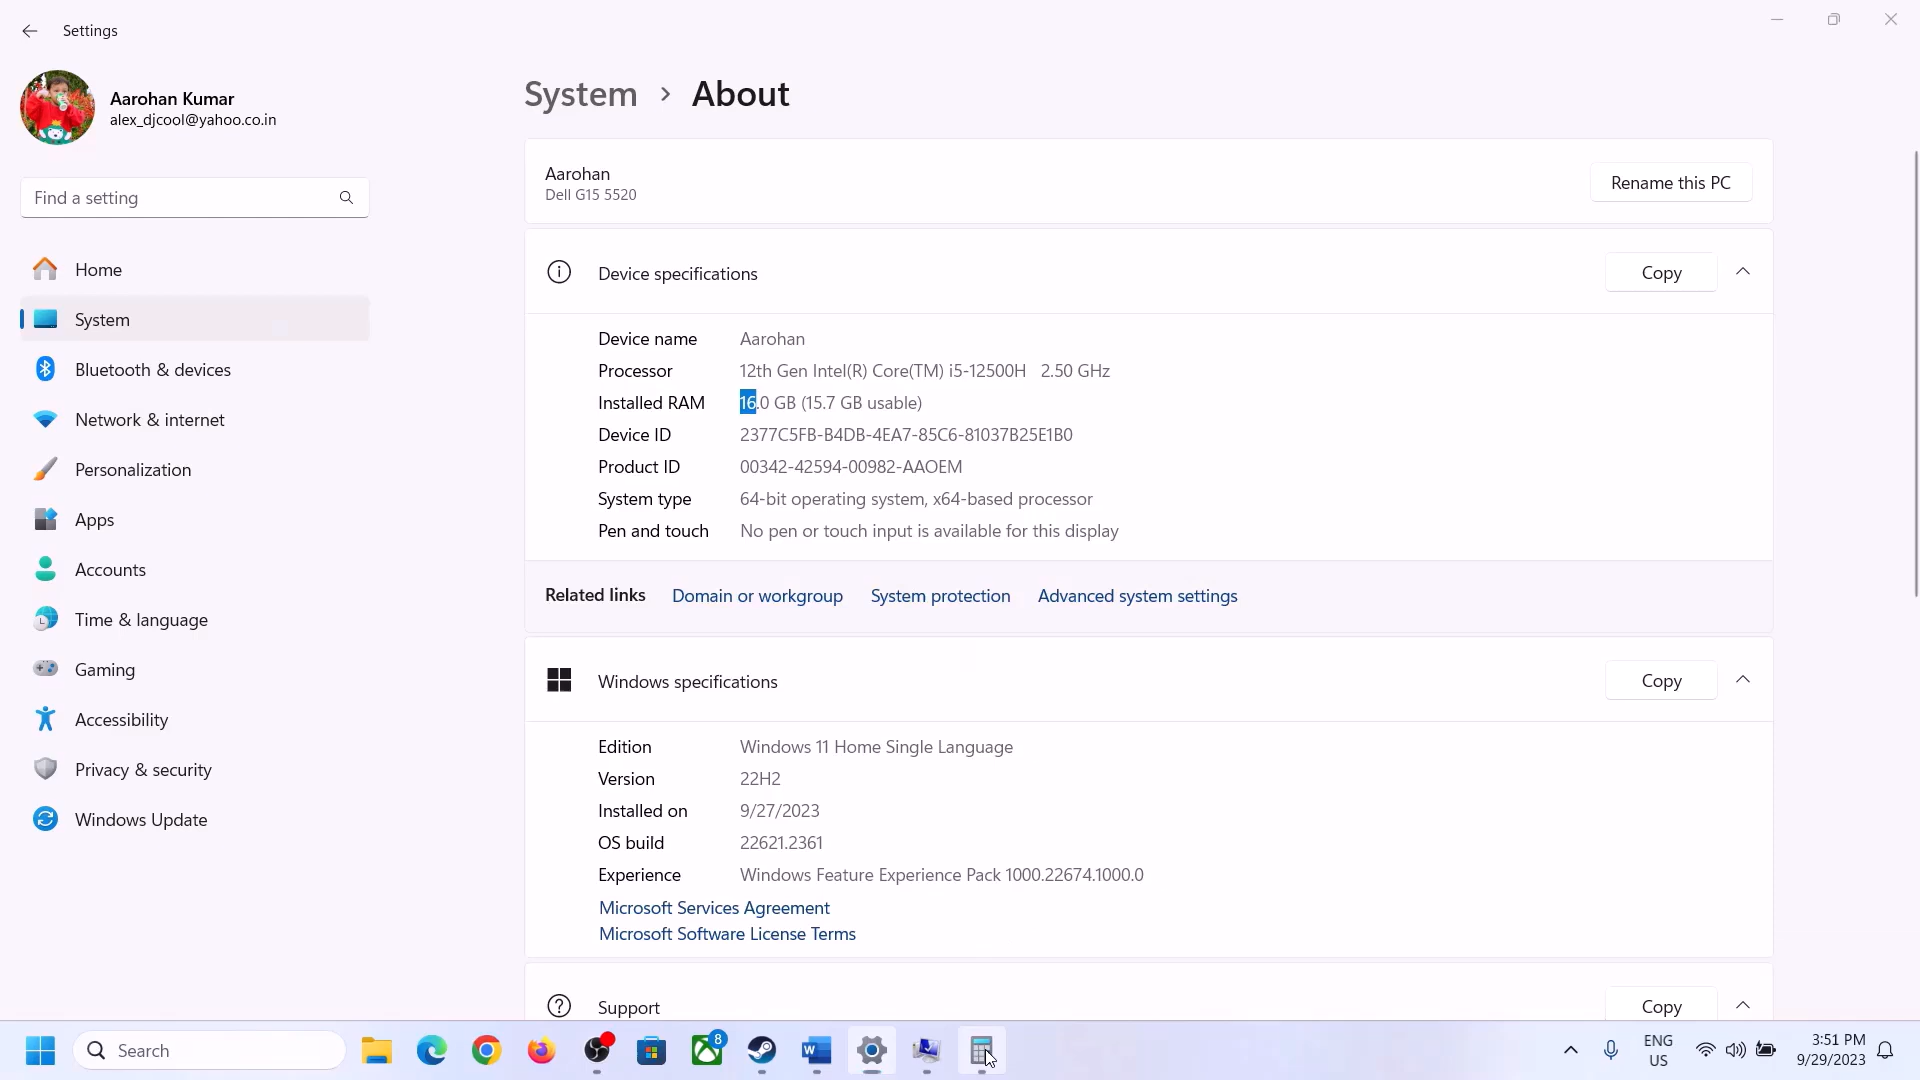 Settings
Aarohan Kumar
alex_djcool@yahoo.co.in
Find a setting
Home
System
Bluetooth & devices
Network & internet
Personalization
Apps
Accounts
Time & language
Gaming
Accessibility
Privacy & security
Windows Update
System > About
Aarohan
Dell G15 5520
Rename this PC
Device specifications
Copy
Device name Aarohan
Processor 12th Gen Intel(R) Core(TM) i5-12500H 2.50 GHz
Installed RAM 16.0 GB (15.7 GB usable)
Device ID 2377C5FB-B4DB-4EA7-85C6-81037B25E1B0
Product ID 00342-42594-00982-AAOEM
System type 64-bit operating system, x64-based processor
Pen and touch No pen or touch input is available for this display
Related links Domain or workgroup System protection Advanced system settings
Windows specifications
Copy
Edition Windows 11 Home Single Language
Version 22H2
Installed on 9/27/2023
OS build 22621.2361
Experience Windows Feature Experience Pack 1000.22674.1000.0
Microsoft Services Agreement
Microsoft Software License Terms
Support
Copy
Search
8
ENG
US
3:51 PM
9/29/2023